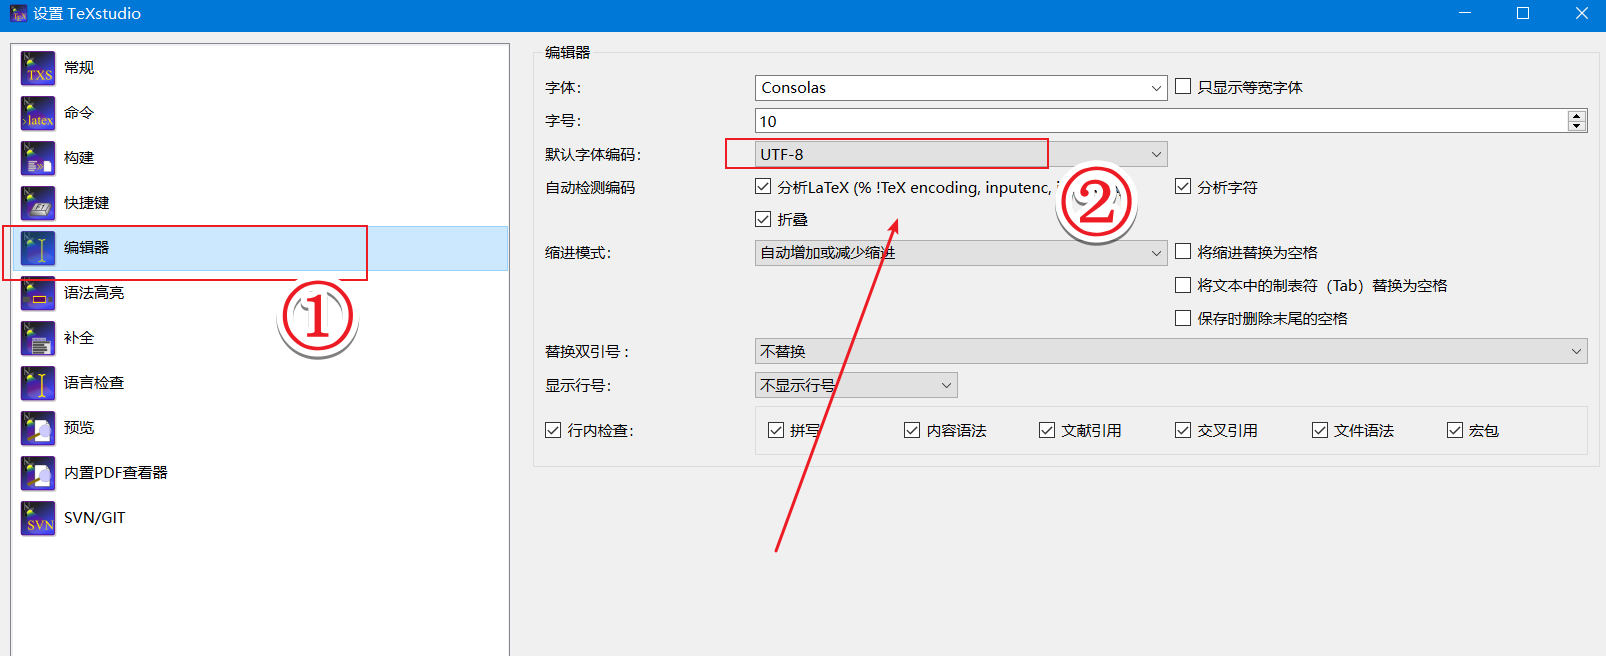 设置 TeXstudio
TXS 常规
>latex 命令
构建
快捷键
编辑器
①
语法高亮
补全
语言检查
预览
内置PDF查看器
SVN SVN/GIT
编辑器
字体： Consolas 只显示等宽字体
字号： 10
默认字体编码： UTF-8
自动检测编码 分析LaTeX (% !TeX encoding, inputenc, 分析字符
②
折叠
缩进模式： 自动增加或减少缩进 将缩进替换为空格
将文本中的制表符（Tab）替换为空格
保存时删除末尾的空格
替换双引号： 不替换
显示行号： 不显示行号
行内检查： 拼写 内容语法 文献引用 交叉引用 文件语法 宏包